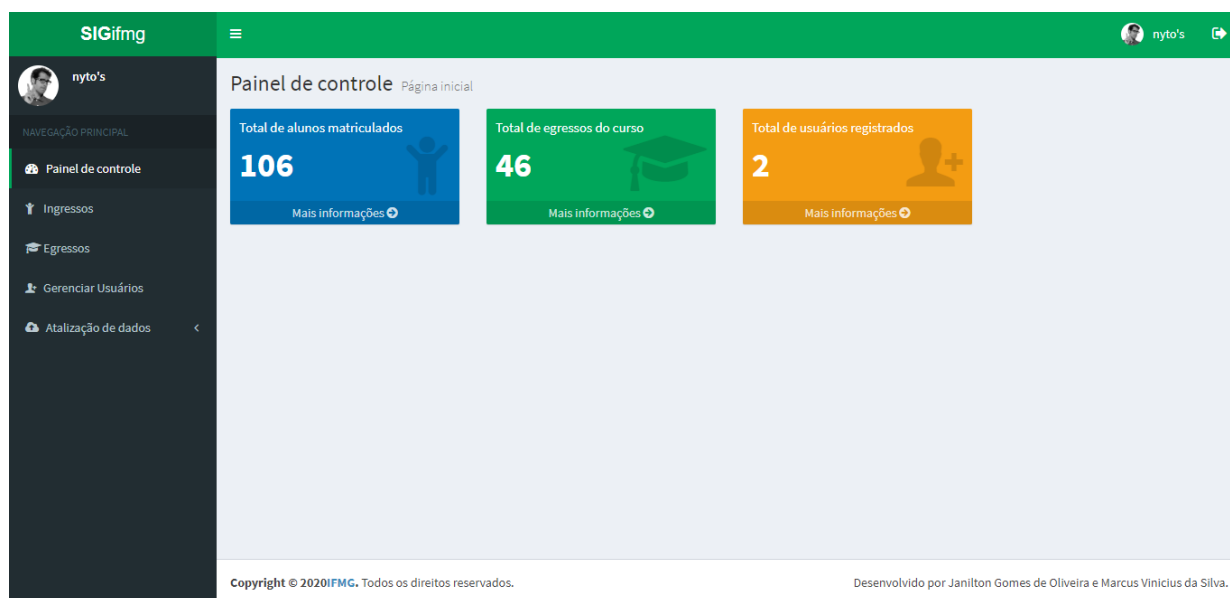 SIGifmg
nyto's
nyto's
NAVEGAÇÃO PRINCIPAL
Painel de controle
Ingressos
Egressos
Gerenciar Usuários
Atalização de dados
Painel de controle Página inicial
Total de alunos matriculados
106
Mais informações
Total de egressos do curso
46
Mais informações
Total de usuários registrados
2
Mais informações
Copyright © 2020IFMG. Todos os direitos reservados.
Desenvolvido por Janilton Gomes de Oliveira e Marcus Vinicius da Silva.